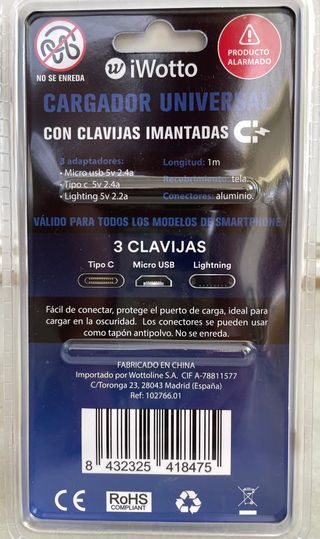 iWotto
NO SE ENREDA
PRODUCTO
ALARMADO
CARGADOR UNIVERSAL
CON CLAVIJAS IMANTADAS
3 adaptadores:
• Micro usb 5v 2.4a
• Tipo c 5v 2.4a
• Lighting 5v 2.2a
Longitud: 1m
Recubrimiento: tela.
Conectores: aluminio.
VÁLIDO PARA TODOS LOS MODELOS DE SMARTPHONE
3 CLAVIJAS
Tipo C Micro USB Lightning
Fácil de conectar, protege el puerto de carga, ideal para
cargar en la oscuridad. Los conectores se pueden usar
como tapón antipolvo. No se enreda.
FABRICADO EN CHINA
Importado por Wottoline S.A. CIF A-78811577
C/Toronga 23, 28043 Madrid (España)
Ref: 102766.01
8 432325 418475
CE
RoHS
COMPLIANT